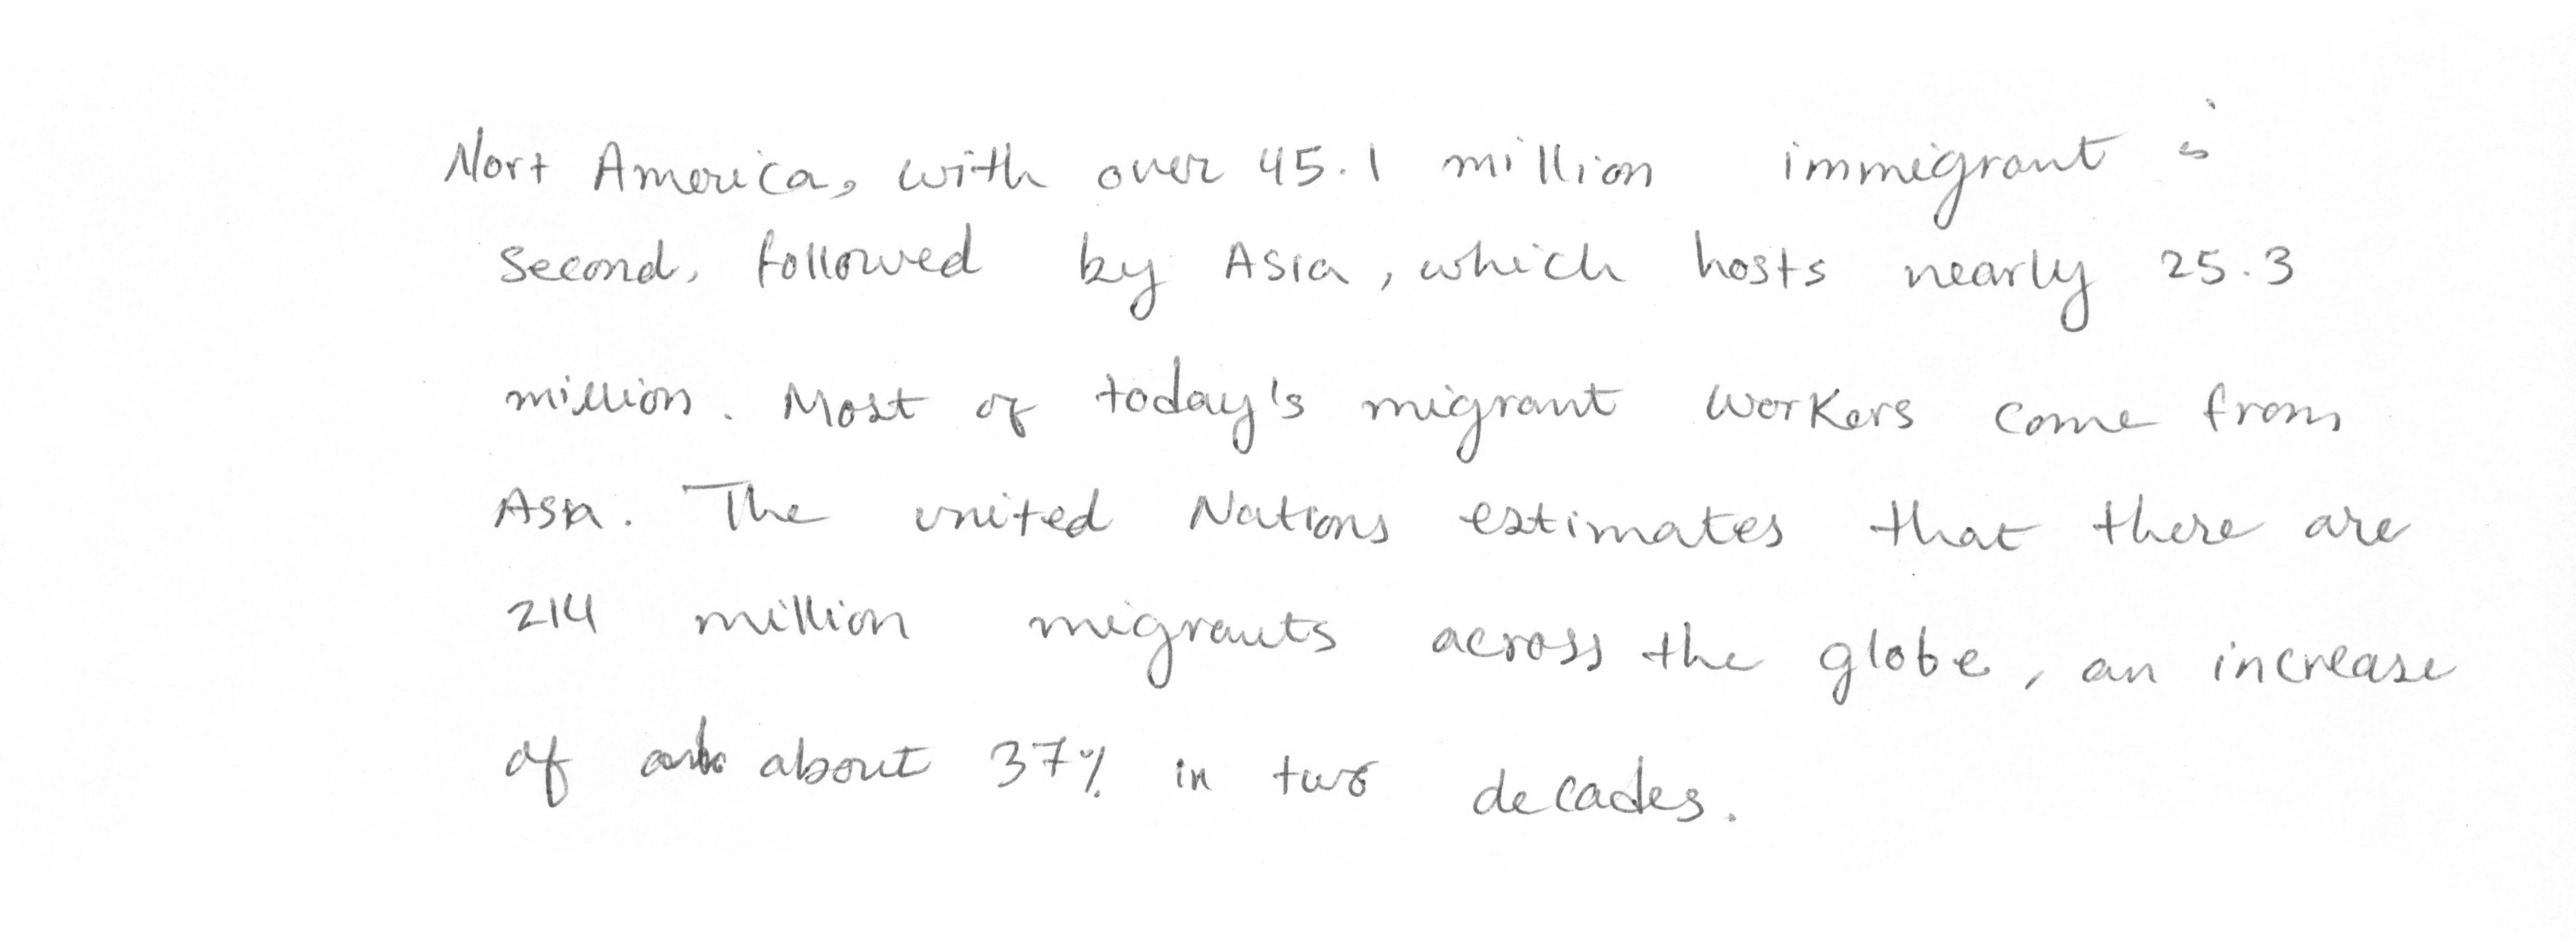 Nort America, with over 45.1 million immigrant is
second, followed by Asia, which hosts nearly 25.3
million. Most of today's migrant workers come from
Asia. The united Nations estimates that there are
214 million migrants across the globe, an increase
of about 37% in two decades.